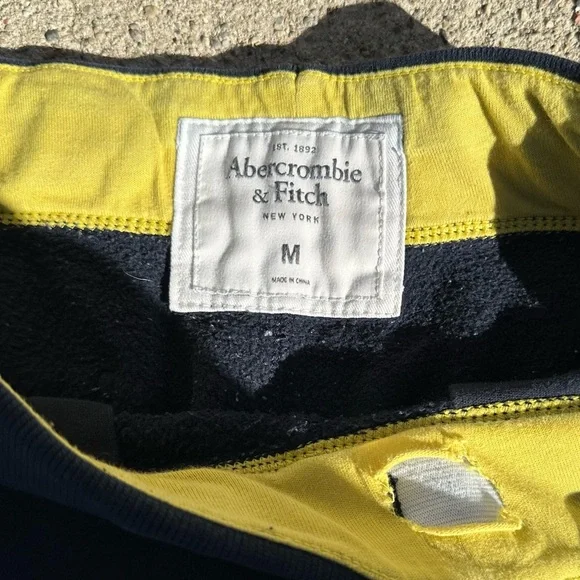 EST. 1892
Abercrombie
& Fitch
NEW YORK
M
MADE IN CHINA